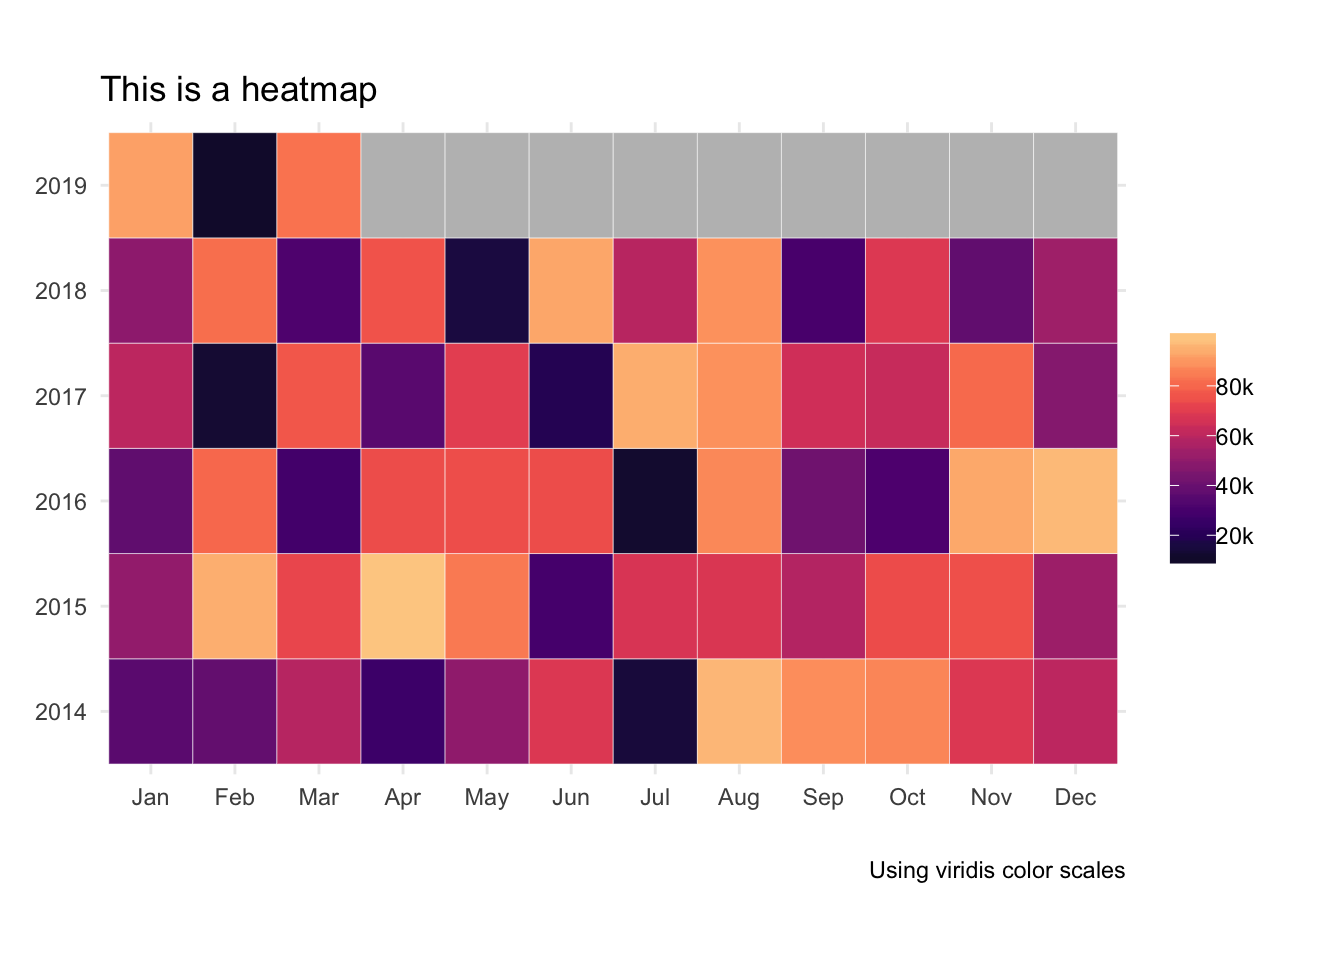 This is a heatmap
2019
2018
2017
2016
2015
2014
Jan Feb Mar Apr May Jun Jul Aug Sep Oct Nov Dec
80k
60k
40k
20k
Using viridis color scales